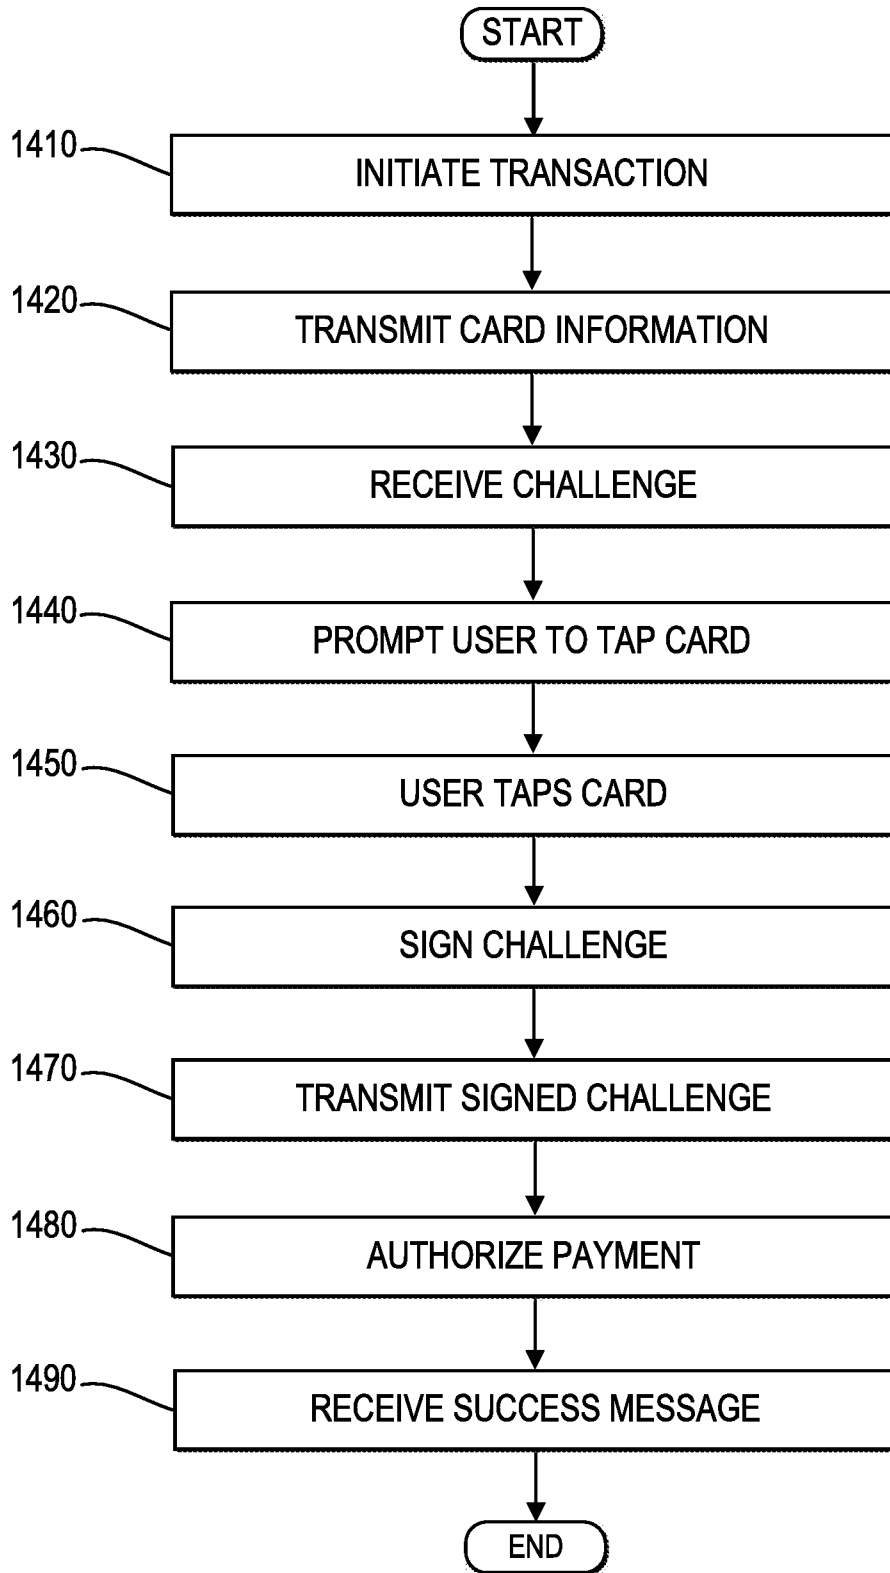 START
1410
INITIATE TRANSACTION
1420
TRANSMIT CARD INFORMATION
1430
RECEIVE CHALLENGE
1440
PROMPT USER TO TAP CARD
1450
USER TAPS CARD
1460
SIGN CHALLENGE
1470
TRANSMIT SIGNED CHALLENGE
1480
AUTHORIZE PAYMENT
1490
RECEIVE SUCCESS MESSAGE
END